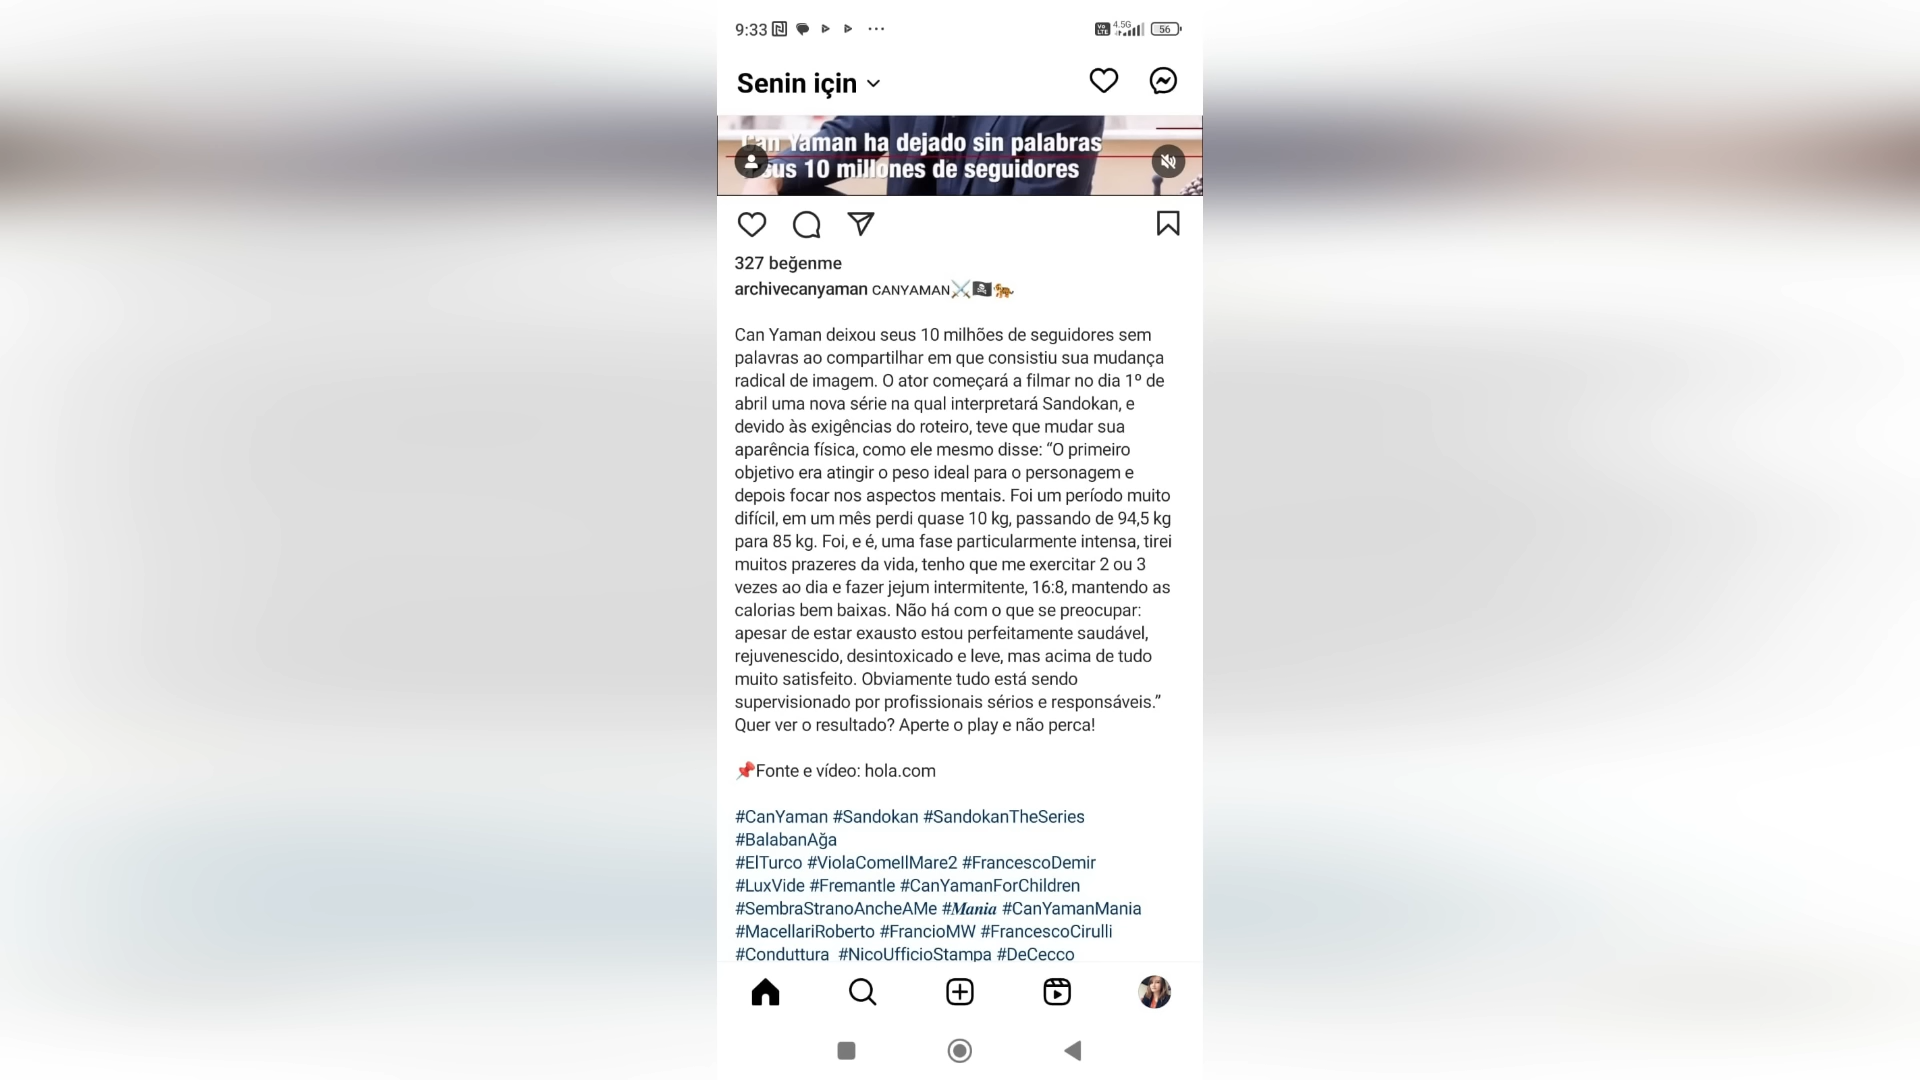 9:33
4.5G
Vo
LTE
56
Senin için
Can Yaman ha dejado sin palabras
sus 10 millones de seguidores
327 beğenme
archivecanyaman ᴄᴀɴʏᴀᴍᴀɴ⚔️🏴‍☠️🐅
Can Yaman deixou seus 10 milhões de seguidores sem
palavras ao compartilhar em que consistiu sua mudança
radical de imagem. O ator começará a filmar no dia 1º de
abril uma nova série na qual interpretará Sandokan, e
devido às exigências do roteiro, teve que mudar sua
aparência física, como ele mesmo disse: “O primeiro
objetivo era atingir o peso ideal para o personagem e
depois focar nos aspectos mentais. Foi um período muito
difícil, em um mês perdi quase 10 kg, passando de 94,5 kg
para 85 kg. Foi, e é, uma fase particularmente intensa, tirei
muitos prazeres da vida, tenho que me exercitar 2 ou 3
vezes ao dia e fazer jejum intermitente, 16:8, mantendo as
calorias bem baixas. Não há com o que se preocupar:
apesar de estar exausto estou perfeitamente saudável,
rejuvenescido, desintoxicado e leve, mas acima de tudo
muito satisfeito. Obviamente tudo está sendo
supervisionado por profissionais sérios e responsáveis.”
Quer ver o resultado? Aperte o play e não perca!
📌Fonte e vídeo: hola.com
#CanYaman #Sandokan #SandokanTheSeries
#BalabanAğa
#ElTurco #ViolaComeIlMare2 #FrancescoDemir
#LuxVide #Fremantle #CanYamanForChildren
#SembraStranoAncheAMe #𝑴𝒂𝒏𝒊𝒂 #CanYamanMania
#MacellariRoberto #FrancioMW #FrancescoCirulli
#Conduttura #NicoUfficioStampa #DeCecco